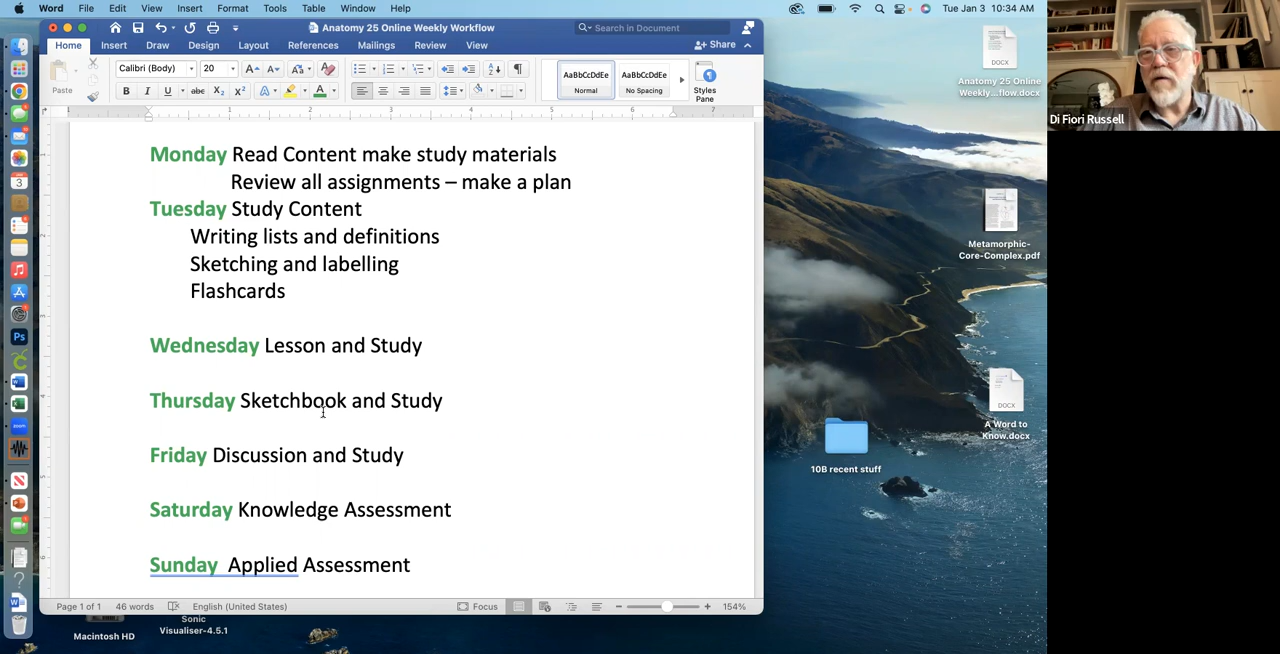 Word File Edit View Insert Format Tools Table Window Help Tue Jan 3 10:34 AM
Anatomy 25 Online Weekly Workflow
Search in Document
Home Insert Draw Design Layout References Mailings Review View
Share
Paste
Calibri (Body) 20
AaBbCcDdEe AaBbCcDdEe
Normal No Spacing
Styles
Pane
Monday Read Content make study materials
Review all assignments – make a plan
Tuesday Study Content
Writing lists and definitions
Sketching and labelling
Flashcards
Wednesday Lesson and Study
Thursday Sketchbook and Study
Friday Discussion and Study
Saturday Knowledge Assessment
Sunday Applied Assessment
Page 1 of 1 46 words English (United States) Focus 154%
DOCX
Anatomy 25 Online
Weekly...flow.docx
Metamorphic-
Core-Complex.pdf
DOCX
A Word to
Know.docx
10B recent stuff
Macintosh HD
Sonic
Visualiser-4.5.1
Di Fiori Russell